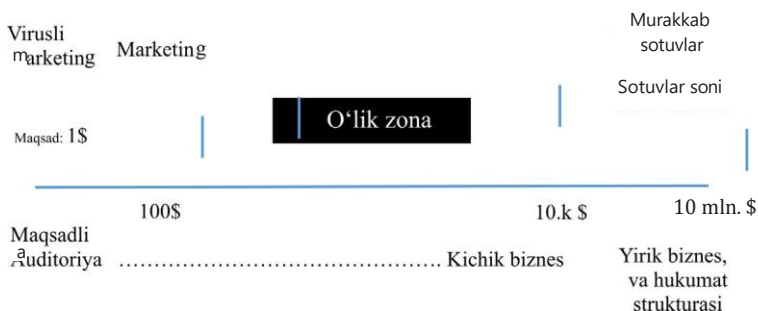 Virusli
marketing
Marketing
Murakkab
sotuvlar
Sotuvlar soni
O‘lik zona
Maqsad: 1$
100$
10.k $
10 mln. $
Maqsadli
Auditoriya ……………………………………. Kichik biznes
a
Yirik biznes,
va hukumat
strukturasi